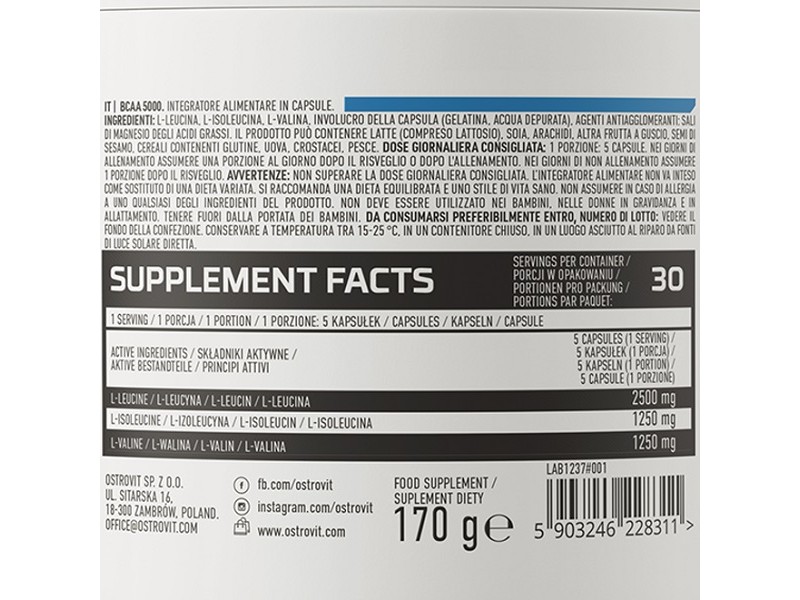 IT | BCAA 5000. INTEGRATORE ALIMENTARE IN CAPSULE.
INGREDIENTI: L-LEUCINA, L-ISOLEUCINA, L-VALINA, INVOLUCRO DELLA CAPSULA (GELATINA, ACQUA DEPURATA), AGENTI ANTIAGGLOMERANTI: SALI
DI MAGNESIO DEGLI ACIDI GRASSI. IL PRODOTTO PUÒ CONTENERE LATTE (COMPRESO LATTOSIO), SOIA, ARACHIDI, ALTRA FRUTTA A GUSCIO, SEMI DI
SESAMO, CEREALI CONTENENTI GLUTINE, UOVA, CROSTACEI, PESCE. DOSE GIORNALIERA CONSIGLIATA: 1 PORZIONE: 5 CAPSULE. NEI GIORNI DI
ALLENAMENTO ASSUMERE UNA PORZIONE AL GIORNO DOPO IL RISVEGLIO O DOPO L'ALLENAMENTO. NEI GIORNI DI NON ALLENAMENTO ASSUMERE
1 PORZIONE DOPO IL RISVEGLIO. AVVERTENZE: NON SUPERARE LA DOSE GIORNALIERA CONSIGLIATA. L'INTEGRATORE ALIMENTARE NON VA INTESO
COME SOSTITUTO DI UNA DIETA VARIATA. SI RACCOMANDA UNA DIETA EQUILIBRATA E UNO STILE DI VITA SANO. NON ASSUMERE IN CASO DI ALLERGIA
A UNO QUALSIASI DEGLI INGREDIENTI DEL PRODOTTO. NON DEVE ESSERE UTILIZZATO NEI BAMBINI, NELLE DONNE IN GRAVIDANZA E IN
ALLATTAMENTO. TENERE FUORI DALLA PORTATA DEI BAMBINI. DA CONSUMARSI PREFERIBILMENTE ENTRO, NUMERO DI LOTTO: VEDERE IL
FONDO DELLA CONFEZIONE. CONSERVARE A TEMPERATURA TRA 15-25 °C, IN UN CONTENITORE CHIUSO, IN UN LUOGO ASCIUTTO AL RIPARO DA FONTI
DI LUCE SOLARE DIRETTA.
SUPPLEMENT FACTS
SERVINGS PER CONTAINER /
PORCJI W OPAKOWANIU /
PORTIONEN PRO PACKUNG /
PORTIONS PAR PAQUET:
30
1 SERVING / 1 PORCJA / 1 PORTION / 1 PORZIONE: 5 KAPSUŁEK / CAPSULES / KAPSELN / CAPSULE
ACTIVE INGREDIENTS / SKŁADNIKI AKTYWNE /
AKTIVE BESTANDTEILE / PRINCIPI ATTIVI
5 CAPSULES (1 SERVING) /
5 KAPSUŁEK (1 PORCJA) /
5 KAPSELN (1 PORTION) /
5 CAPSULE (1 PORZIONE)
L-LEUCINE / L-LEUCYNA / L-LEUCIN / L-LEUCINA 2500 mg
L-ISOLEUCINE / L-IZOLEUCYNA / L-ISOLEUCIN / L-ISOLEUCINA 1250 mg
L-VALINE / L-WALINA / L-VALIN / L-VALINA 1250 mg
OSTROVIT SP. Z O.O.
UL. SITARSKA 16,
18-300 ZAMBRÓW, POLAND.
OFFICE@OSTROVIT.COM
fb.com/ostrovit
instagram.com/ostrovit
www.ostrovit.com
FOOD SUPPLEMENT /
SUPLEMENT DIETY
170 g e
LAB1237#001
5 903246 228311 >